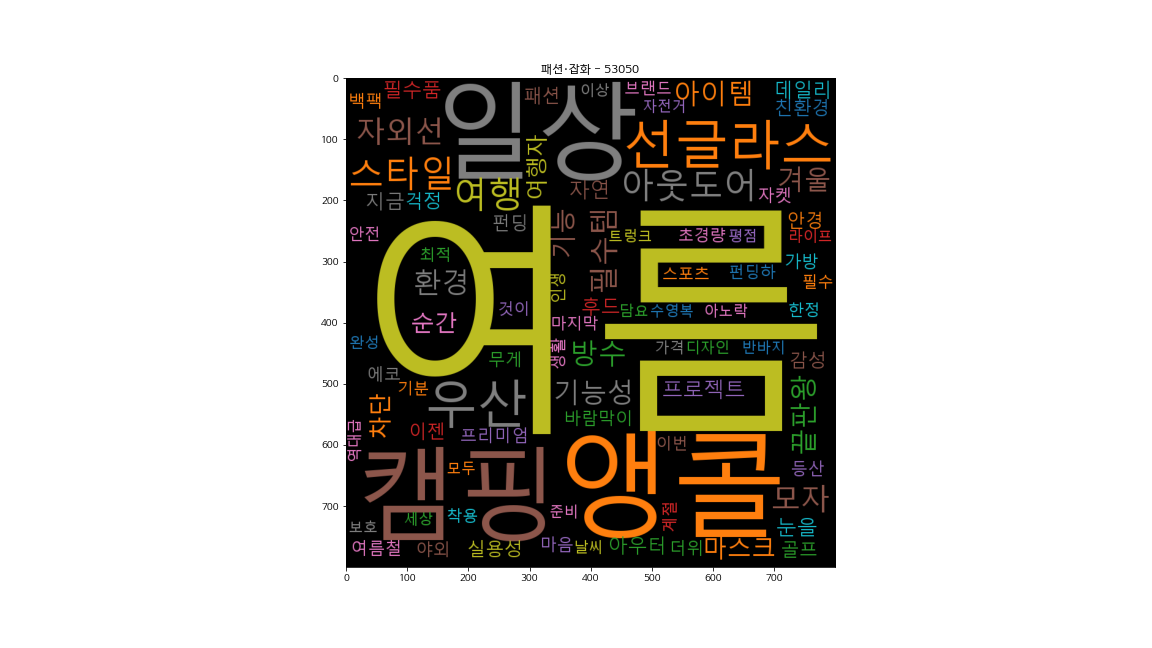 패션·잡화 – 53050
0
100
200
300
400
500
600
700
0
100
200
300
400
500
600
700
백팩
필수품
일상
패션
이상
브랜드
자전거
아이템
데일리
친환경
자외선
선글라스
스타일
여행
여행자
자연
아웃도어
자켓
겨울
지금
걱정
안전
펀딩
기능
필수템
트렁크
초경량
평점
안경
라이프
최적
환경
여름
인생
스포츠
펀딩하
가방
필수
순간
것이
후드
담요
수영복
아노락
한정
마지막
완성
무게
생활
방수
가격
디자인
반바지
감성
에코
기분
우산
기능성
프로젝트
끝판왕
차단
바람막이
역대급
이젠
프리미엄
이번
캠핑
모두
앵콜
등산
모자
보호
세상
착용
준비
계절
눈을
여름철
야외
실용성
마음
날씨
아우터
더위
마스크
골프